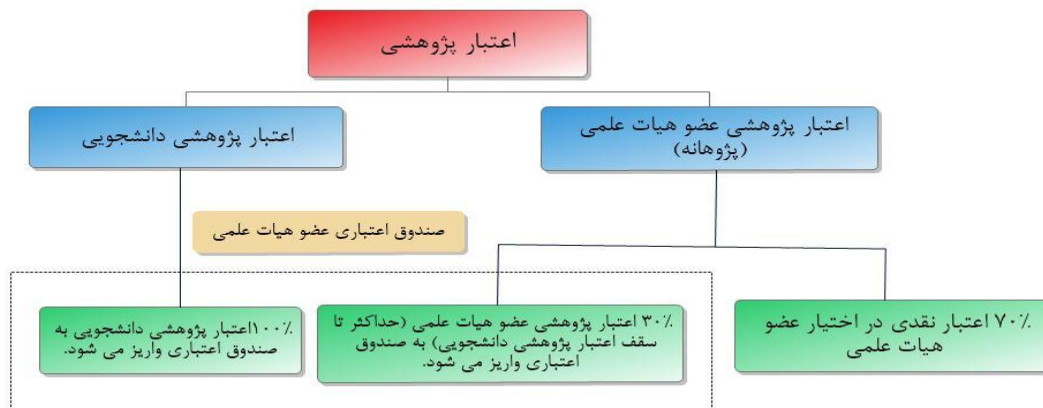 اعتبار پژوهشی
اعتبار پژوهشی عضو هیات علمی
(پژوهانه)
اعتبار پژوهشی دانشجویی
صندوق اعتباری عضو هیات علمی
۷۰٪ اعتبار نقدی در اختیار عضو
هیات علمی
۳۰٪ اعتبار پژوهشی عضو هیات علمی (حداکثر تا
سقف اعتبار پژوهشی دانشجویی) به صندوق
اعتباری واریز می شود.
۱۰۰٪اعتبار پژوهشی دانشجویی به
صندوق اعتباری واریز می شود.